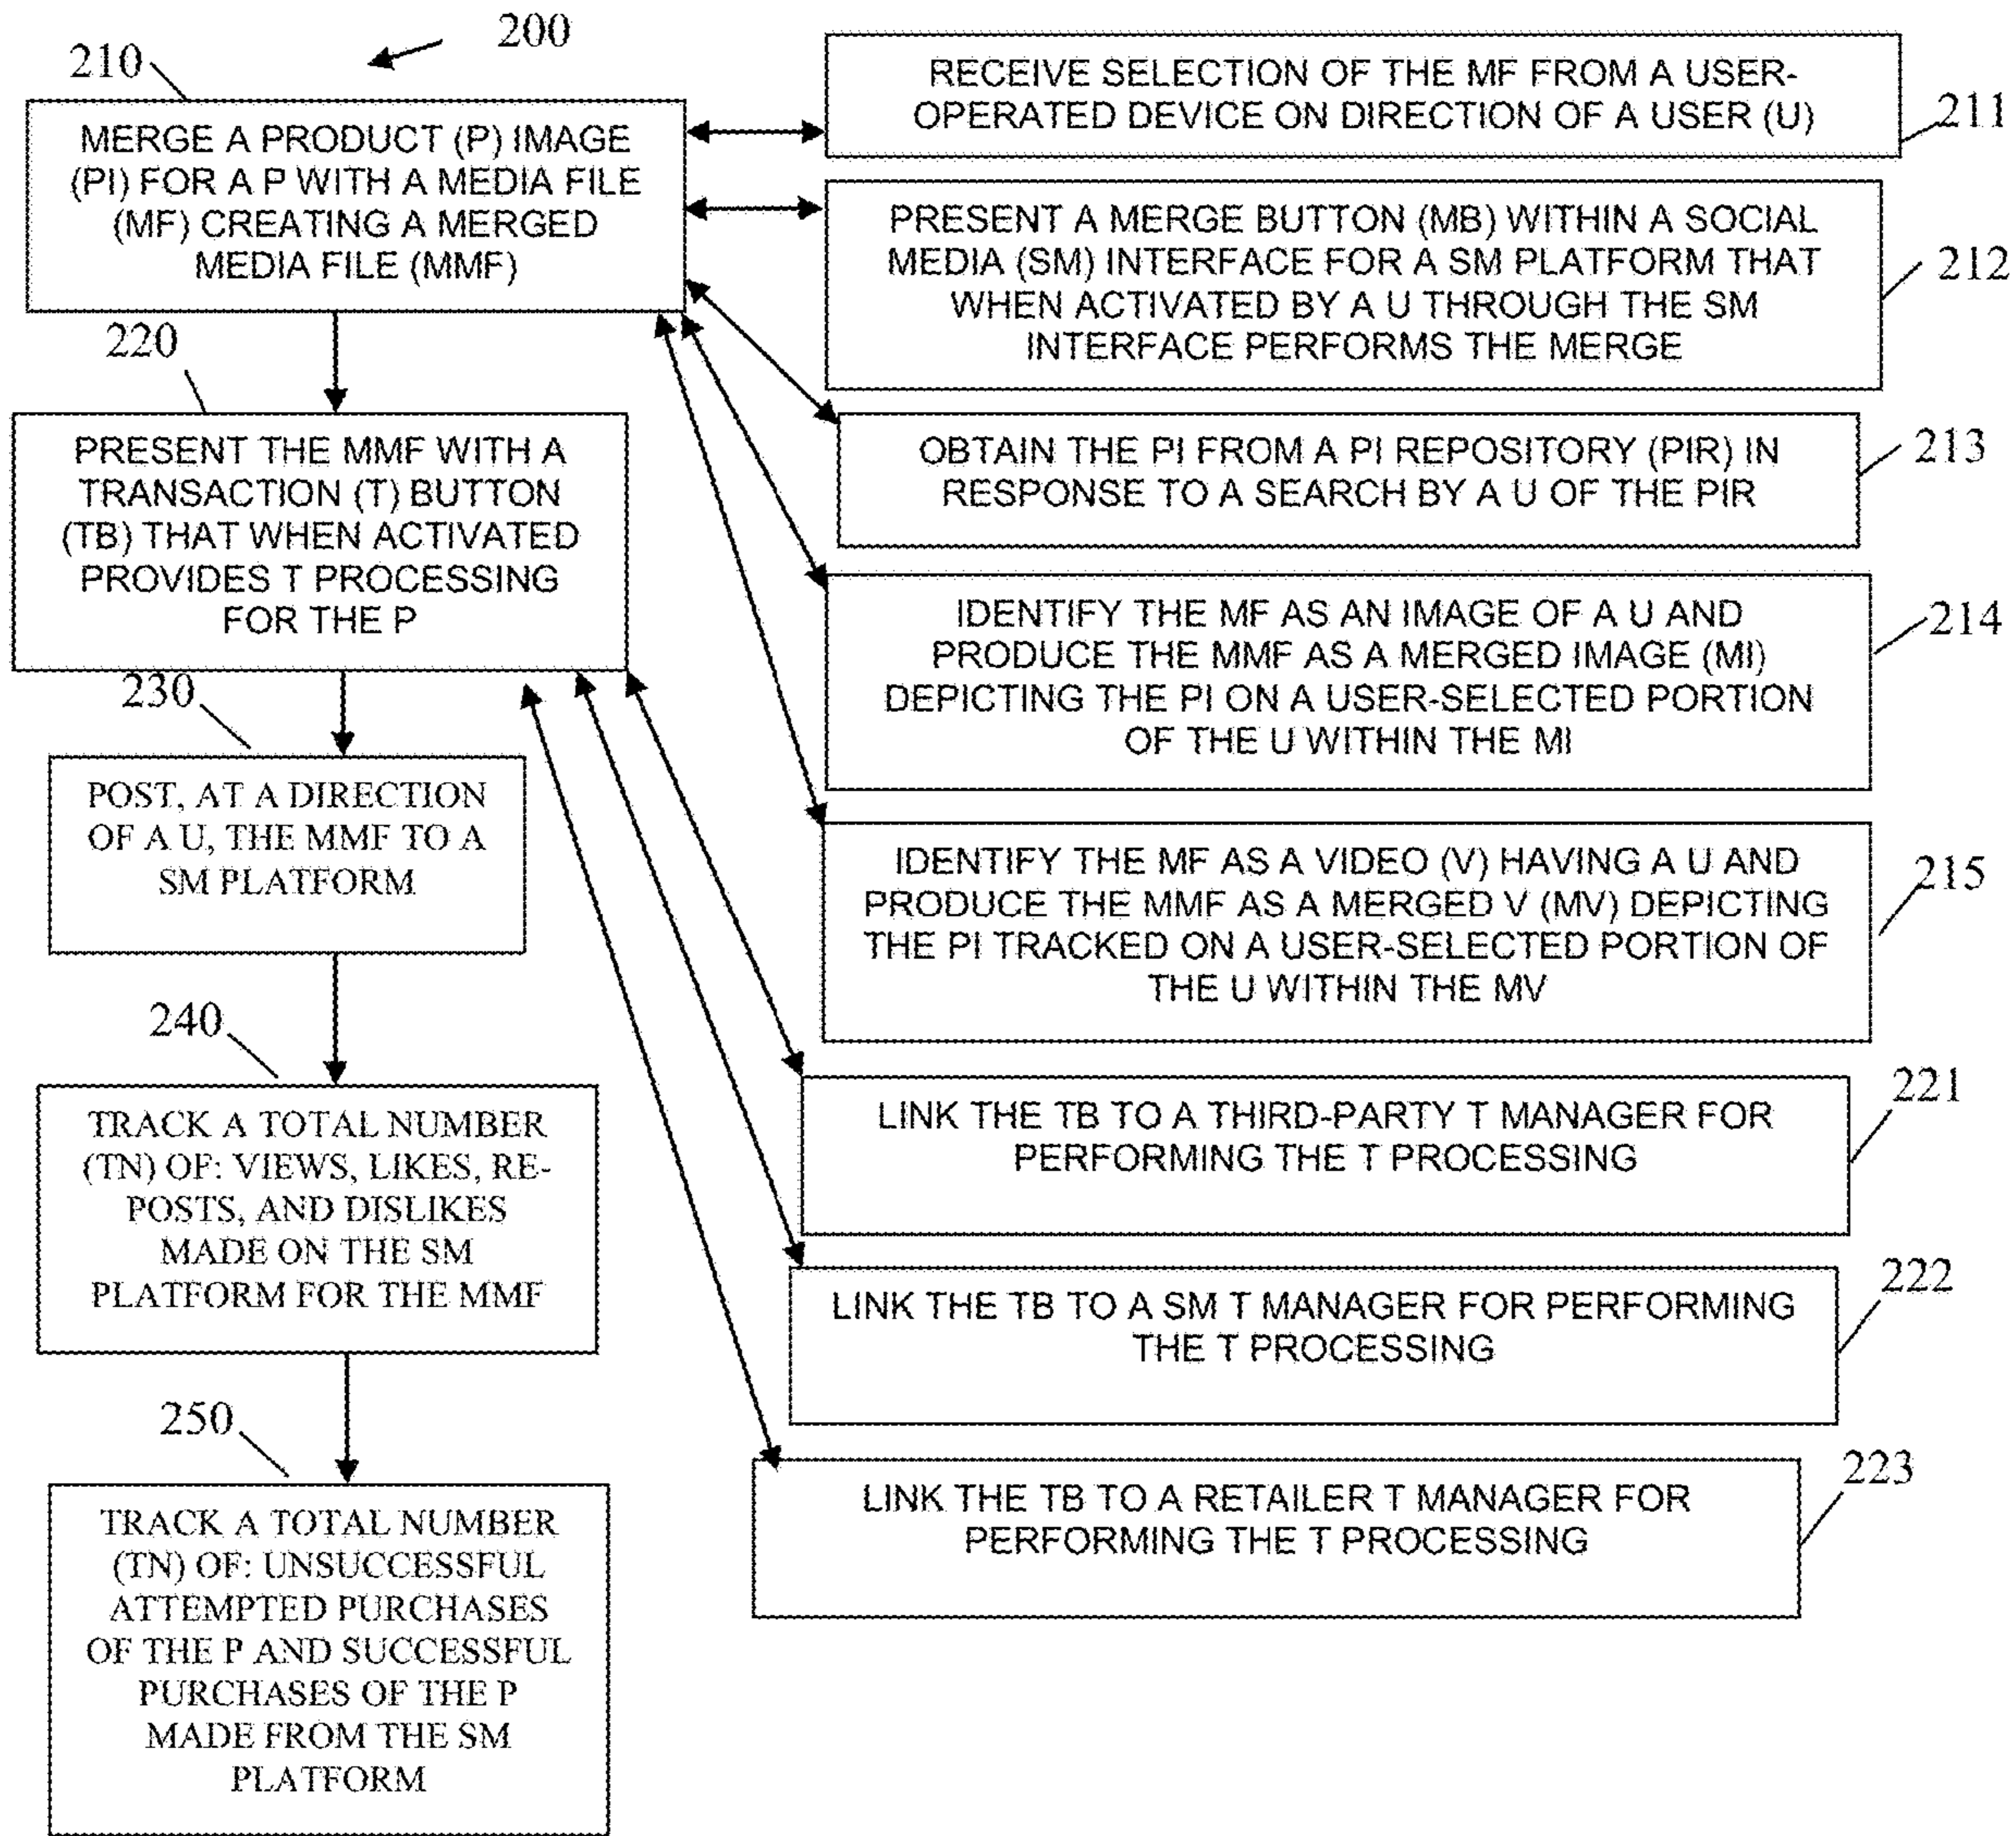 200
210
MERGE A PRODUCT (P) IMAGE
(PI) FOR A P WITH A MEDIA FILE
(MF) CREATING A MERGED
MEDIA FILE (MMF)
RECEIVE SELECTION OF THE MF FROM A USER-
OPERATED DEVICE ON DIRECTION OF A USER (U)
211
PRESENT A MERGE BUTTON (MB) WITHIN A SOCIAL
MEDIA (SM) INTERFACE FOR A SM PLATFORM THAT
WHEN ACTIVATED BY A U THROUGH THE SM
INTERFACE PERFORMS THE MERGE
212
OBTAIN THE PI FROM A PI REPOSITORY (PIR) IN
RESPONSE TO A SEARCH BY A U OF THE PIR
213
IDENTIFY THE MF AS AN IMAGE OF A U AND
PRODUCE THE MMF AS A MERGED IMAGE (MI)
DEPICTING THE PI ON A USER-SELECTED PORTION
OF THE U WITHIN THE MI
214
IDENTIFY THE MF AS A VIDEO (V) HAVING A U AND
PRODUCE THE MMF AS A MERGED V (MV) DEPICTING
THE PI TRACKED ON A USER-SELECTED PORTION OF
THE U WITHIN THE MV
215
220
PRESENT THE MMF WITH A
TRANSACTION (T) BUTTON
(TB) THAT WHEN ACTIVATED
PROVIDES T PROCESSING
FOR THE P
LINK THE TB TO A THIRD-PARTY T MANAGER FOR
PERFORMING THE T PROCESSING
221
LINK THE TB TO A SM T MANAGER FOR PERFORMING
THE T PROCESSING
222
LINK THE TB TO A RETAILER T MANAGER FOR
PERFORMING THE T PROCESSING
223
230
POST, AT A DIRECTION
OF A U, THE MMF TO A
SM PLATFORM
240
TRACK A TOTAL NUMBER
(TN) OF: VIEWS, LIKES, RE-
POSTS, AND DISLIKES
MADE ON THE SM
PLATFORM FOR THE MMF
250
TRACK A TOTAL NUMBER
(TN) OF: UNSUCCESSFUL
ATTEMPTED PURCHASES
OF THE P AND SUCCESSFUL
PURCHASES OF THE P
MADE FROM THE SM
PLATFORM